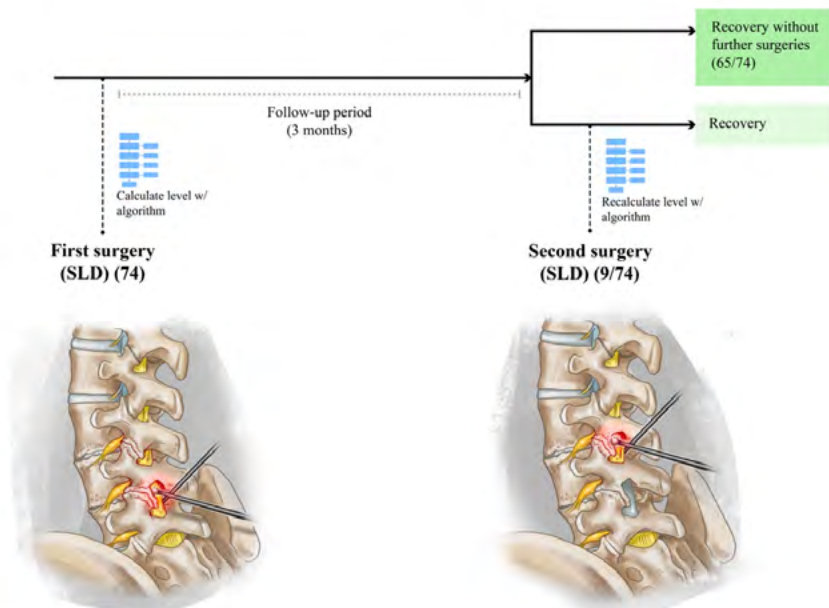 Recovery without
further surgeries
(65/74)
Follow-up period
(3 months)
Recovery
Calculate level w/
algorithm
Recalculate level w/
algorithm
First surgery
(SLD) (74)
Second surgery
(SLD) (9/74)